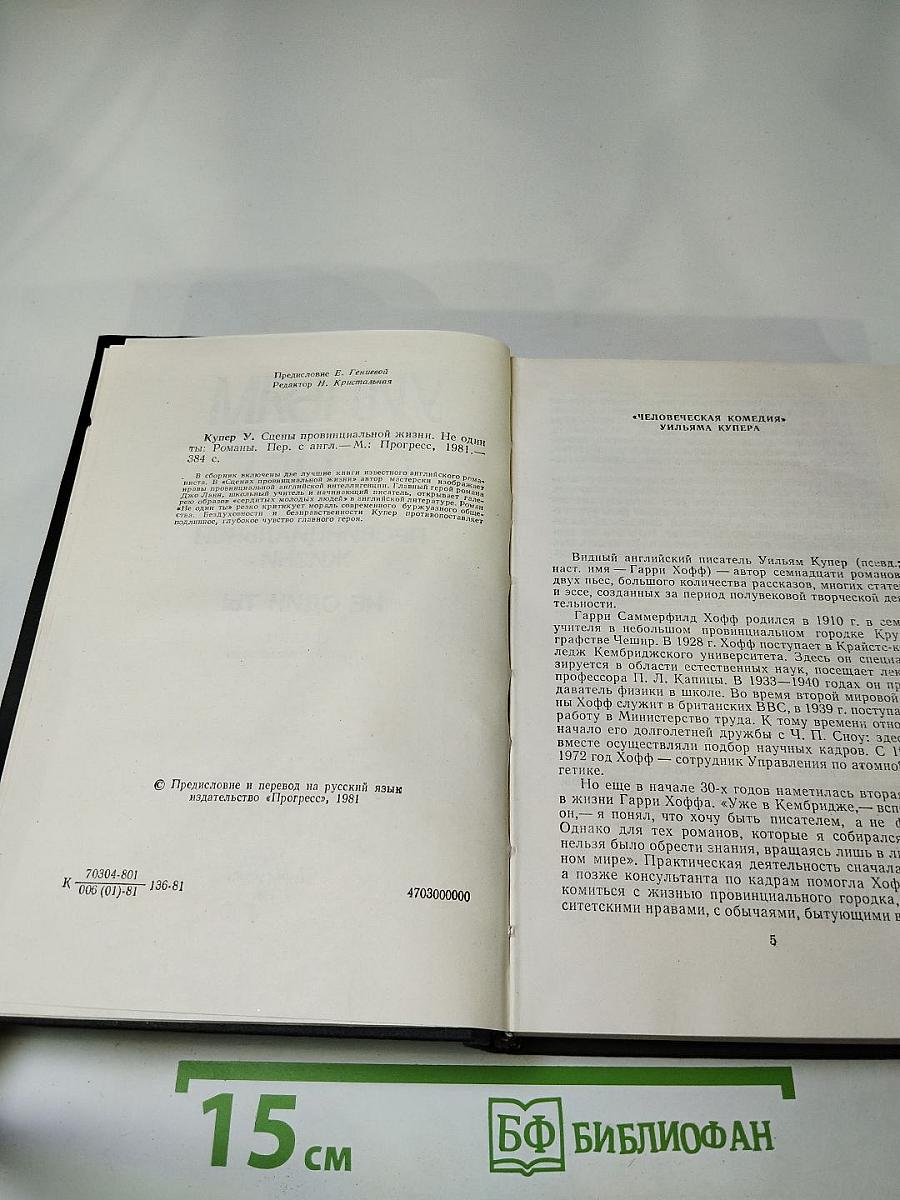 Предисловие Е. Гениевой
Редактор Н. Кристальная
Купер У. Сцены провинциальной жизни. Не один
ты: Романы. Пер. с англ.— М.: Прогресс, 1981.—
384 с.
В сборник включены две лучшие книги известного английского рома-
ниста. В «Сценах провинциальной жизни» автор мастерски изображает
нравы провинциальной английской интеллигенции. Главный герой романа
Джо Ланн, школьный учитель и начинающий писатель, открывает гале-
рею образов «сердитых молодых людей» в английской литературе. Роман
«Не один ты» резко критикует мораль современного буржуазного обще-
ства. Бездуховности и безнравственности Купер противопоставляет
подлинное, глубокое чувство главного героя.
© Предисловие и перевод на русский язык
издательство «Прогресс», 1981
К 70304-801
006 (01)-81 136-81
4703000000
«ЧЕЛОВЕЧЕСКАЯ КОМЕДИЯ»
УИЛЬЯМА КУПЕРА
Видный английский писатель Уильям Купер (псевд.;
наст. имя — Гарри Хофф) — автор семнадцати романов
двух пьес, большого количества рассказов, многих стате
и эссе, созданных за период полувековой творческой дея
тельности.
Гарри Саммерфилд Хофф родился в 1910 г. в сем
учителя в небольшом провинциальном городке Кру
графстве Чешир. В 1928 г. Хофф поступает в Крайстс-к
ледж Кембриджского университета. Здесь он специа
зируется в области естественных наук, посещает лек
профессора П. Л. Капицы. В 1933—1940 годах он пр
даватель физики в школе. Во время второй мировой
ны Хофф служит в британских ВВС, в 1939 г. поступа
работу в Министерство труда. К тому времени отно
начало его долголетней дружбы с Ч. П. Сноу: здес
вместе осуществляли подбор научных кадров. С 1
1972 год Хофф — сотрудник Управления по атомно
гетике.
Но еще в начале 30-х годов наметилась вторая
в жизни Гарри Хоффа. «Уже в Кембридже,— всп
он,— я понял, что хочу быть писателем, а не ф
Однако для тех романов, которые я собирался
нельзя было обрести знания, вращаясь лишь в ли
ном мире». Практическая деятельность сначала
а позже консультанта по кадрам помогла Хоф
комиться с жизнью провинциального городка,
ситетскими нравами, с обычаями, бытующими в
5
15 см
БФ БИБЛИОФАН